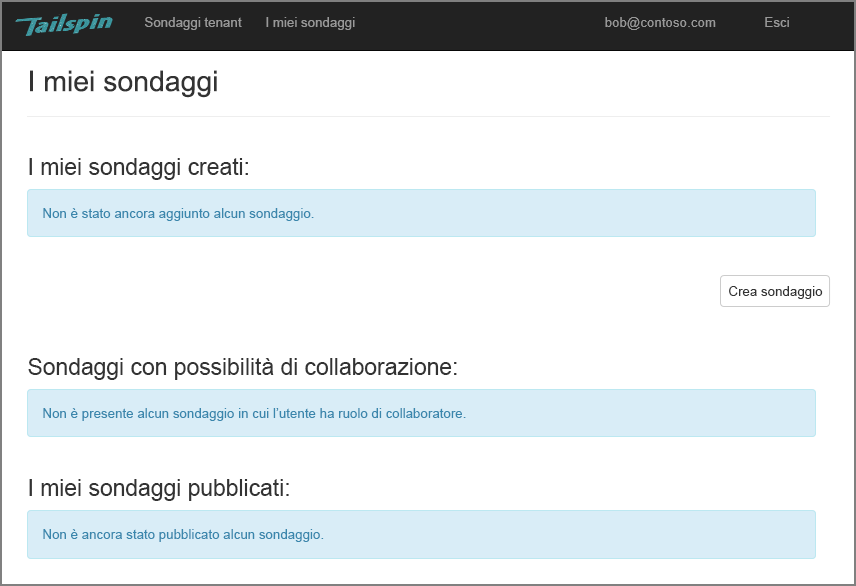 Tailspin Sondaggi tenant I miei sondaggi bob@contoso.com Esci
I miei sondaggi
I miei sondaggi creati:
Non è stato ancora aggiunto alcun sondaggio.
Crea sondaggio
Sondaggi con possibilità di collaborazione:
Non è presente alcun sondaggio in cui l'utente ha ruolo di collaboratore.
I miei sondaggi pubblicati:
Non è ancora stato pubblicato alcun sondaggio.